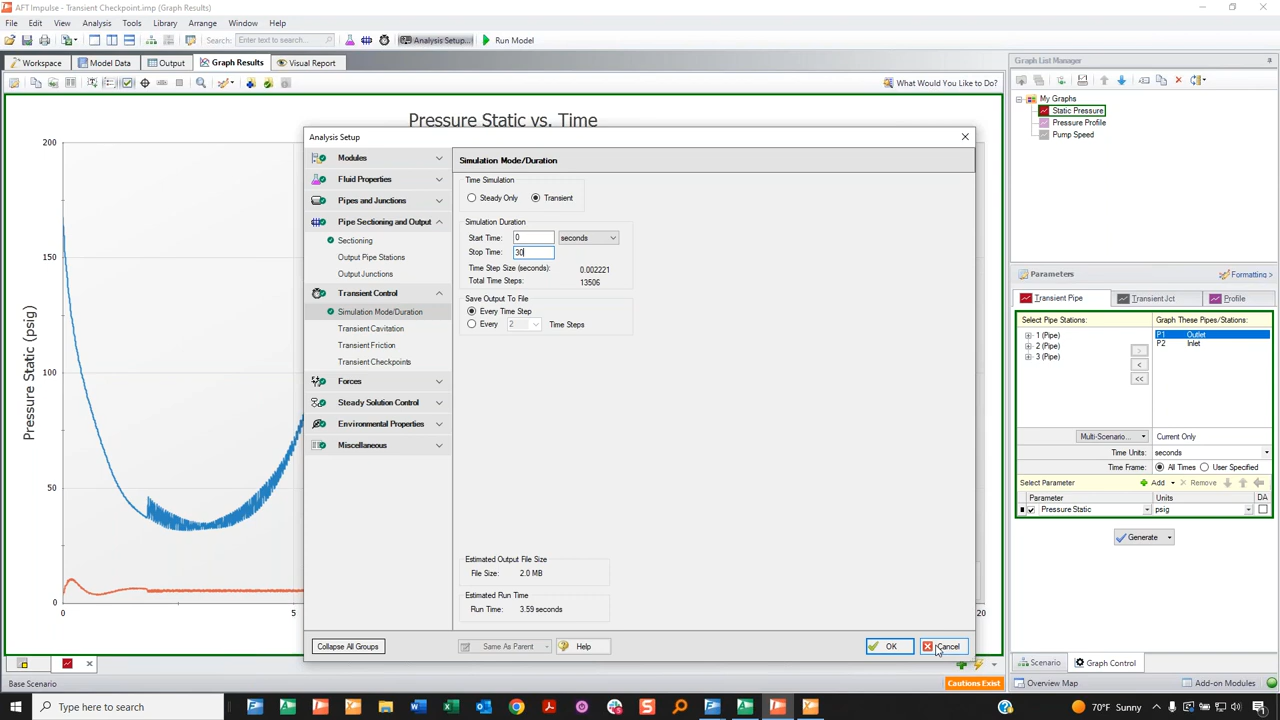 AFT Impulse - Transient Checkpoint.imp (Graph Results)
File Edit View Analysis Tools Library Arrange Window Help
Search: Enter text to search... Analysis Setup... Run Model
Workspace Model Data Output Graph Results Visual Report
What Would You Like to Do?
Pressure Static vs. Time
Pressure Static (psig)
200
150
100
50
0
0
5
20
Analysis Setup
Modules
Fluid Properties
Pipes and Junctions
Pipe Sectioning and Output
Sectioning
Output Pipe Stations
Output Junctions
Transient Control
Simulation Mode/Duration
Transient Cavitation
Transient Friction
Transient Checkpoints
Forces
Steady Solution Control
Environmental Properties
Miscellaneous
Collapse All Groups
Simulation Mode/Duration
Time Simulation
Steady Only Transient
Simulation Duration
Start Time: 0 seconds
Stop Time: 30
Time Step Size (seconds): 0.002221
Total Time Steps: 13506
Save Output To File
Every Time Step
Every 2 Time Steps
Estimated Output File Size
File Size: 2.0 MB
Estimated Run Time
Run Time: 3.59 seconds
Same As Parent Help OK Cancel
Graph List Manager
My Graphs
Static Pressure
Pressure Profile
Pump Speed
Parameters Formatting >
Transient Pipe Transient Jct Profile
Select Pipe Stations Graph These Pipes/Stations:
1 (Pipe)
2 (Pipe)
3 (Pipe)
>
<
<<
P1 Outlet
P2 Inlet
Multi-Scenario... Current Only
Time Units: seconds
Time Frame: All Times User Specified
Select Parameter Add Remove
Parameter Units DA
Pressure Static psig
Generate
Scenario Graph Control
Base Scenario Cautions Exist Overview Map Add-on Modules
Type here to search 70°F Sunny